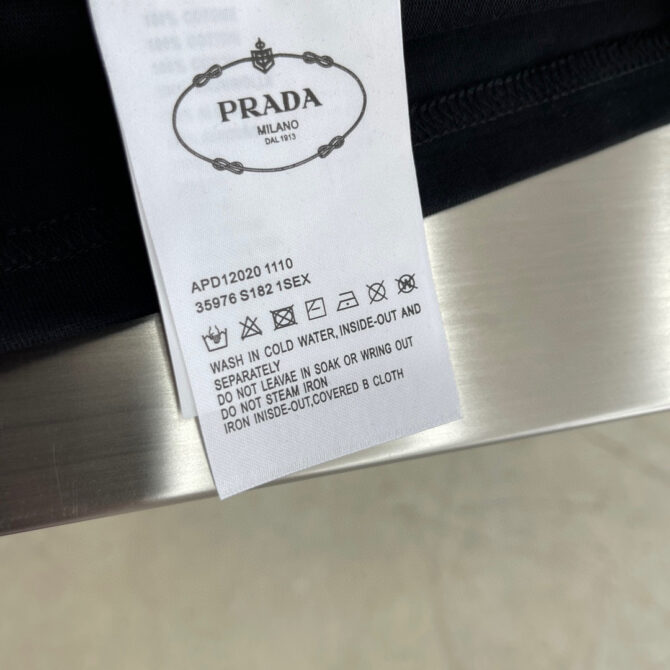 PRADA
MILANO
DAL 1913
APD12020 1110
35976 S182 1SEX
WASH IN COLD WATER, INSIDE-OUT AND
SEPARATELY
DO NOT LEAVAE IN SOAK OR WRING OUT
DO NOT STEAM IRON
IRON INISDE-OUT,COVERED B CLOTH